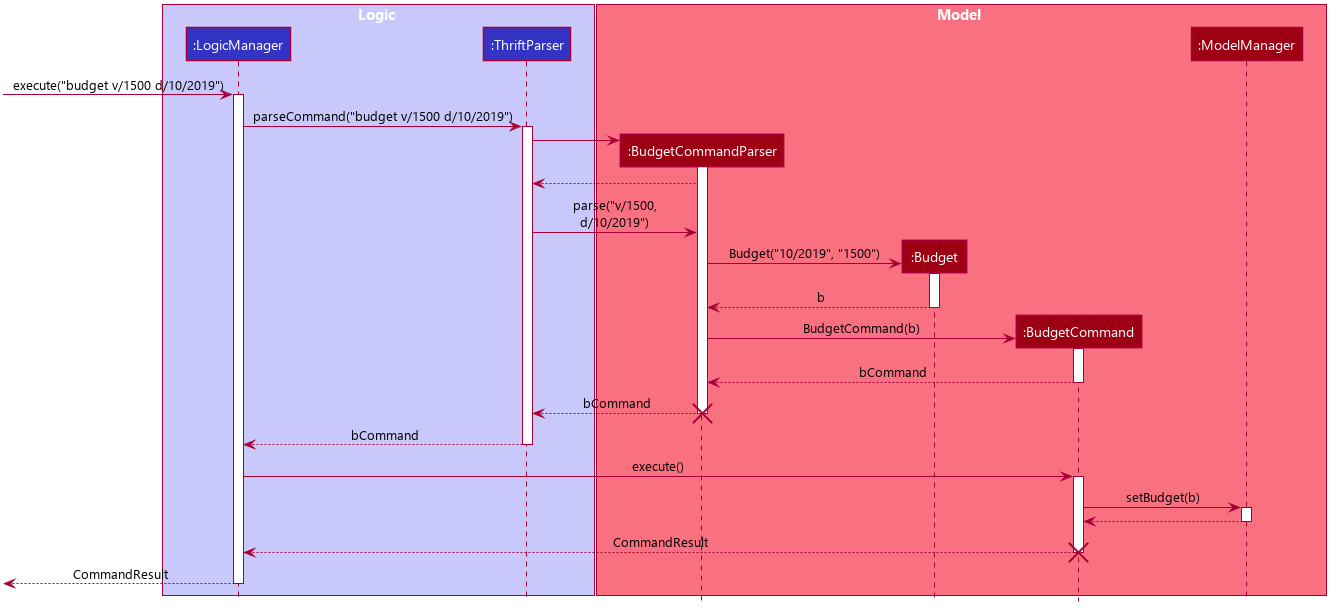 Logic
Model
:LogicManager
:ThriftParser
:ModelManager
execute("budget v/1500 d/10/2019")
parseCommand("budget v/1500 d/10/2019")
:BudgetCommandParser
parse("v/1500,
d/10/2019")
Budget("10/2019", "1500")
:Budget
b
BudgetCommand(b)
:BudgetCommand
bCommand
bCommand
bCommand
execute()
setBudget(b)
CommandResult
CommandResult